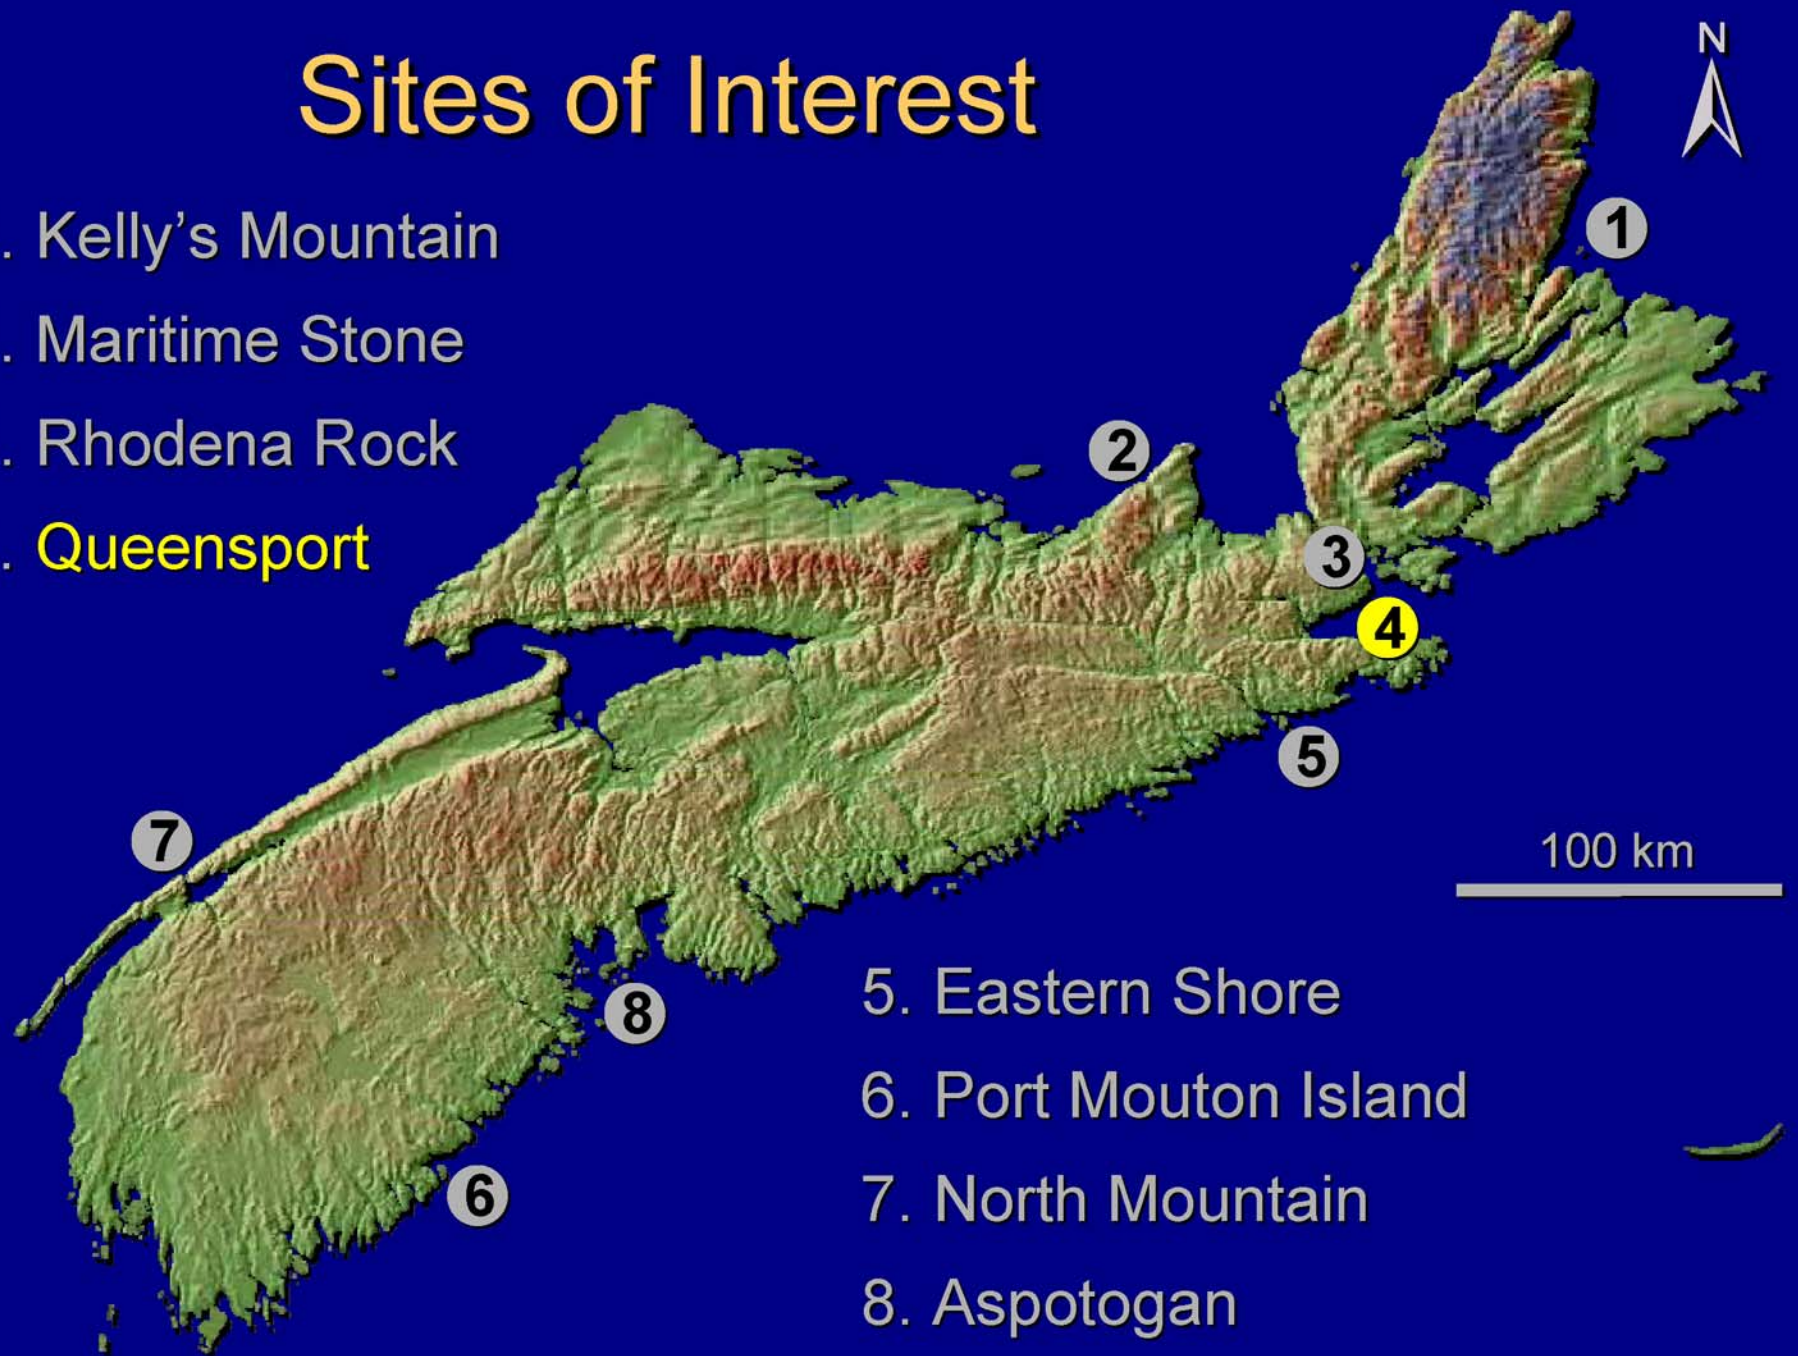 Sites of Interest
N
. Kelly’s Mountain
. Maritime Stone
. Rhodena Rock
. Queensport
1
2
3
4
5
7
8
6
100 km
5. Eastern Shore
6. Port Mouton Island
7. North Mountain
8. Aspotogan